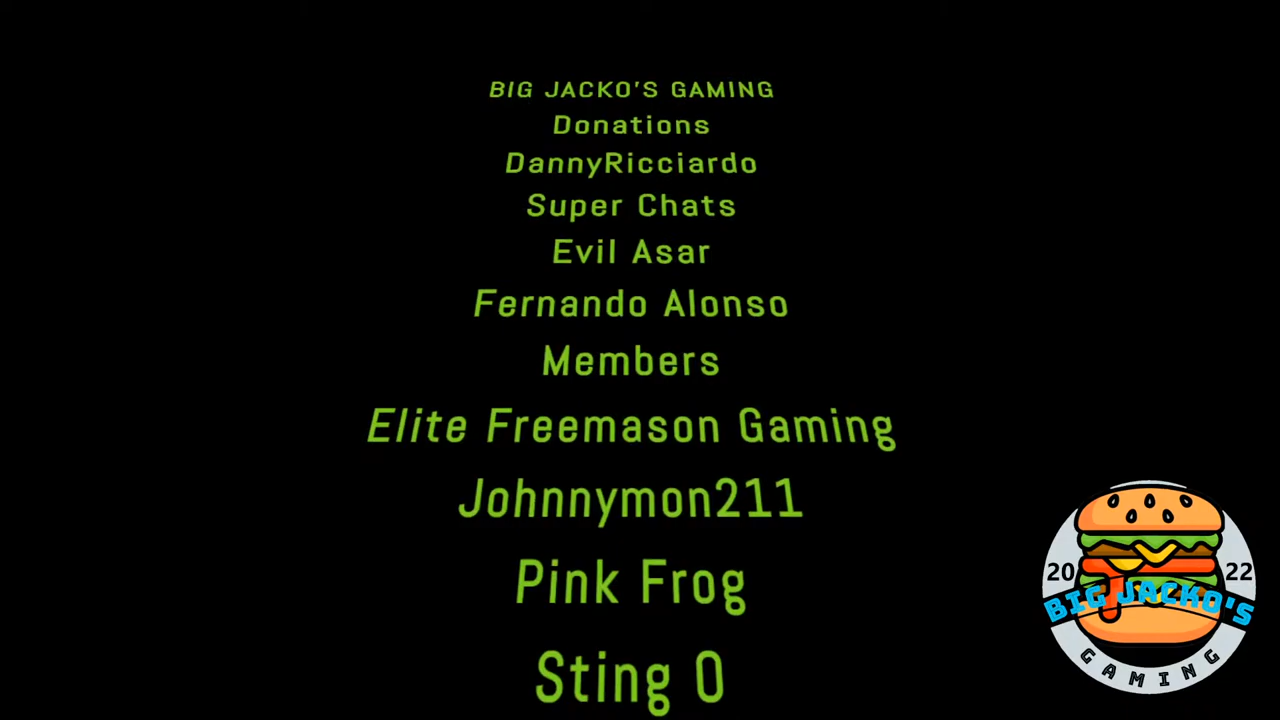 BIG JACKO'S GAMING
Donations
DannyRicciardo
Super Chats
Evil Asar
Fernando Alonso
Members
Elite Freemason Gaming
Johnnymon211
Pink Frog
Sting O
20 22
BIG JACKO'S
GAMING